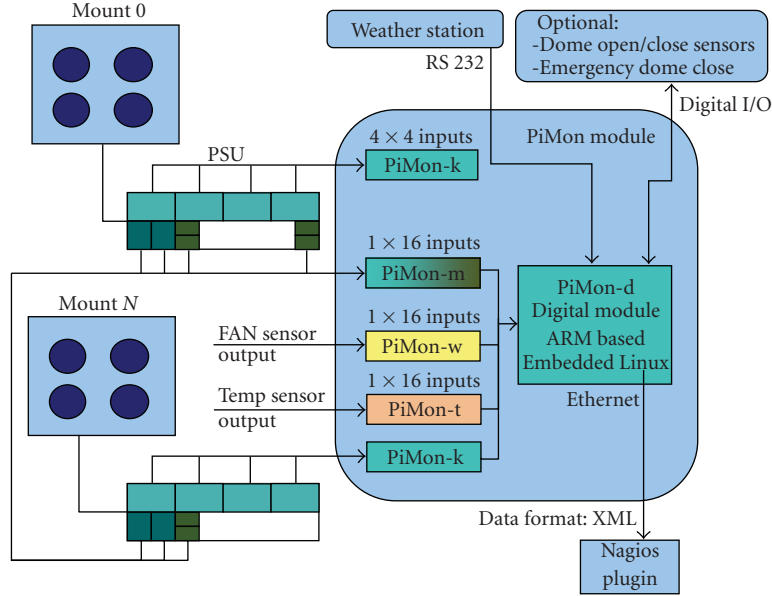 Mount 0
Weather station
RS 232
Optional:
-Dome open/close sensors
-Emergency dome close
Digital I/O
PiMon module
4 × 4 inputs
PSU
PiMon-k
1 × 16 inputs
PiMon-m
Mount N
1 × 16 inputs
FAN sensor
output
PiMon-w
1 × 16 inputs
Temp sensor
output
PiMon-t
PiMon-k
PiMon-d
Digital module
ARM based
Embedded Linux
Ethernet
Data format: XML
Nagios
plugin